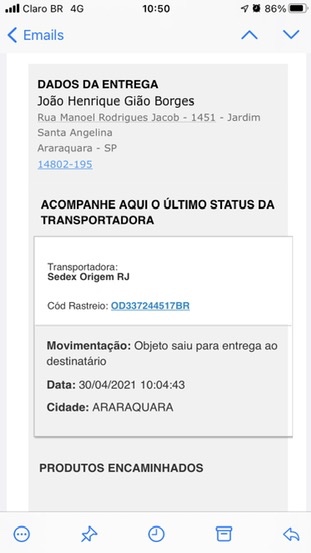 Claro BR 4G 10:50 86%
Emails
DADOS DA ENTREGA
João Henrique Gião Borges
Rua Manoel Rodrigues Jacob - 1451 - Jardim
Santa Angelina
Araraquara - SP
14802-195
ACOMPANHE AQUI O ÚLTIMO STATUS DA
TRANSPORTADORA
Transportadora:
Sedex Origem RJ
Cód Rastreio: OD337244517BR
Movimentação: Objeto saiu para entrega ao
destinatário
Data: 30/04/2021 10:04:43
Cidade: ARARAQUARA
PRODUTOS ENCAMINHADOS